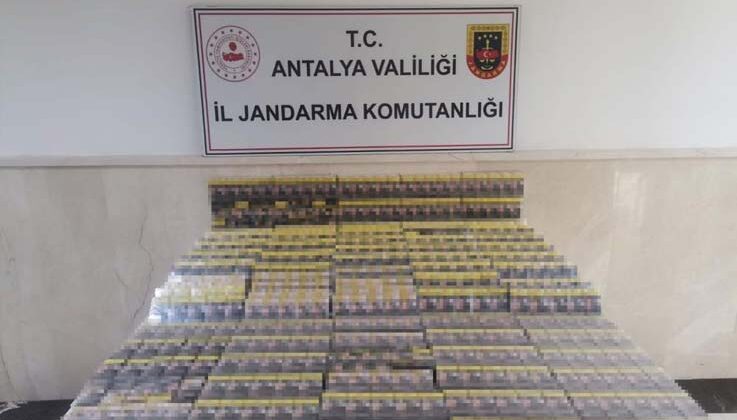 T.C.
ANTALYA VALİLİĞİ
İL JANDARMA KOMUTANLIĞI